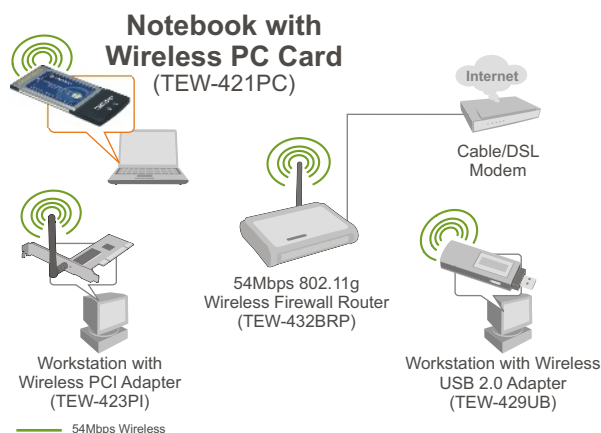 Notebook with
Wireless PC Card
(TEW-421PC)
Internet
Cable/DSL
Modem
54Mbps 802.11g
Wireless Firewall Router
(TEW-432BRP)
Workstation with
Wireless PCI Adapter
(TEW-423PI)
Workstation with Wireless
USB 2.0 Adapter
(TEW-429UB)
54Mbps Wireless